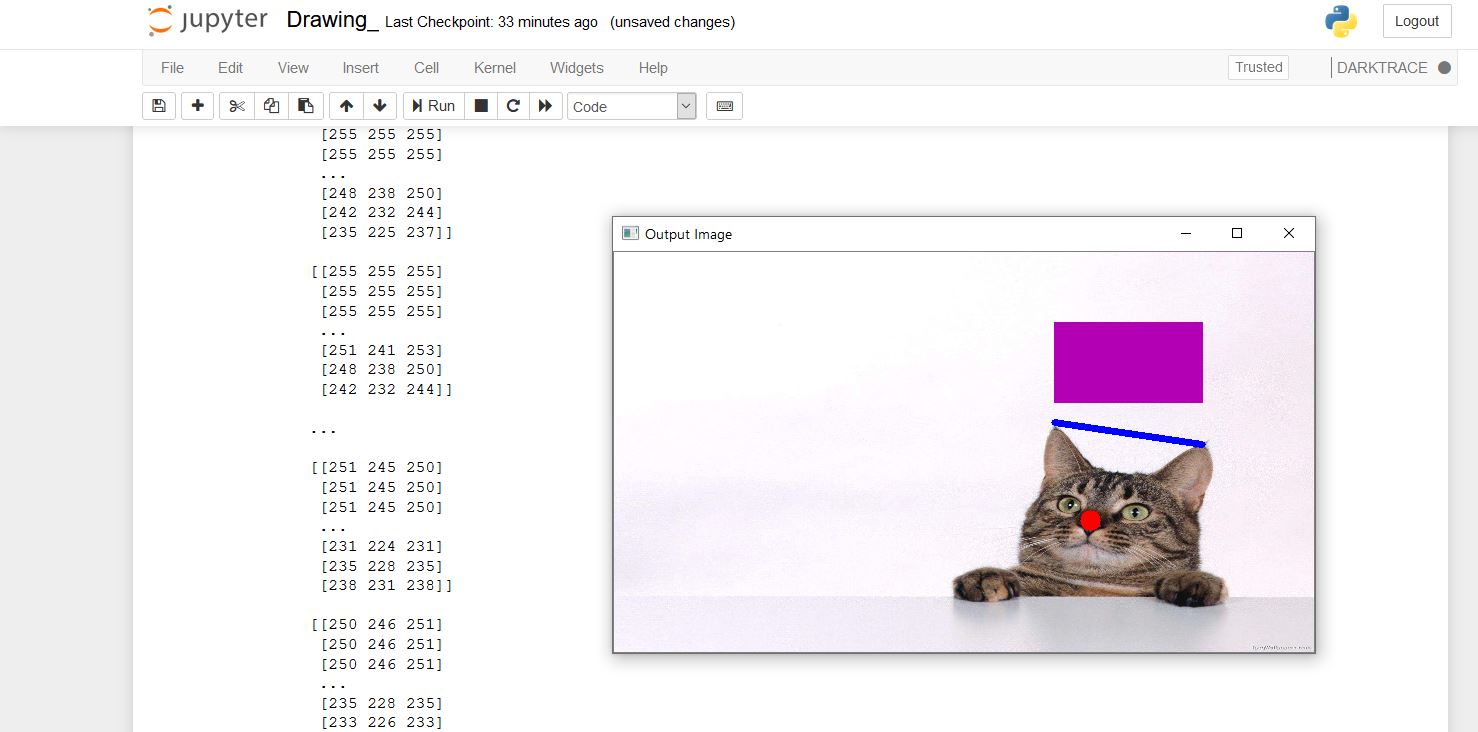 jupyter Drawing_ Last Checkpoint: 33 minutes ago (unsaved changes) Logout
File Edit View Insert Cell Kernel Widgets Help Trusted DARKTRACE
Run Code
[255 255 255]
[255 255 255]
...
[248 238 250]
[242 232 244]
[235 225 237]]
[[255 255 255]
[255 255 255]
[255 255 255]
...
[251 241 253]
[248 238 250]
[242 232 244]]
...
[[251 245 250]
[251 245 250]
[251 245 250]
...
[231 224 231]
[235 228 235]
[238 231 238]]
[[250 246 251]
[250 246 251]
[250 246 251]
...
[235 228 235]
[233 226 233]
Output Image